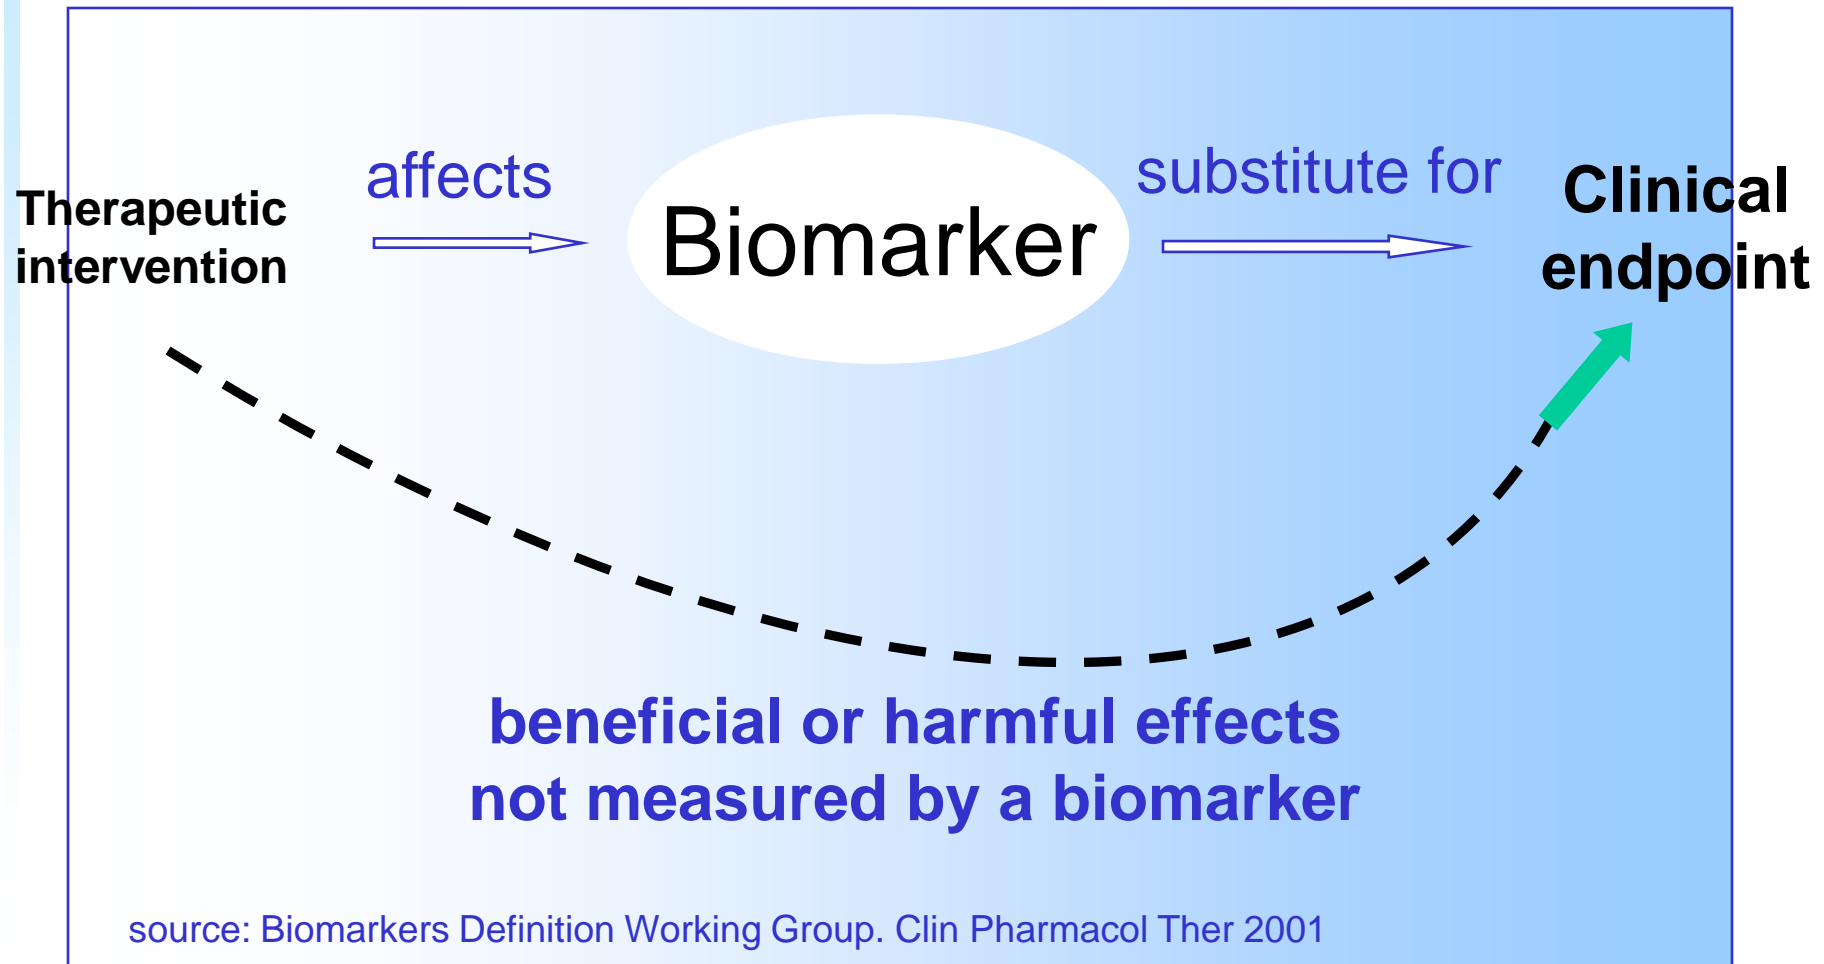 Therapeutic
intervention
affects
Biomarker
substitute for
Clinical
endpoint
beneficial or harmful effects
not measured by a biomarker
source: Biomarkers Definition Working Group. Clin Pharmacol Ther 2001